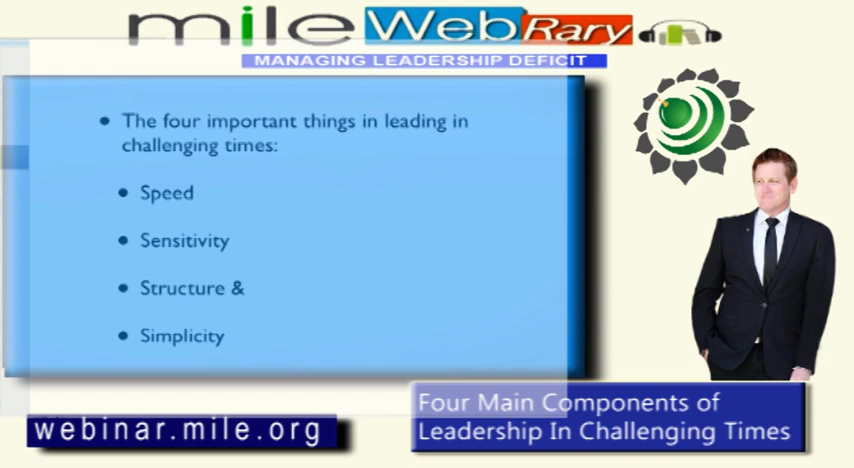 mile WebRary
MANAGING LEADERSHIP DEFICIT
• The four important things in leading in
challenging times:
• Speed
• Sensitivity
• Structure &
• Simplicity
Four Main Components of
Leadership In Challenging Times
webinar.mile.org